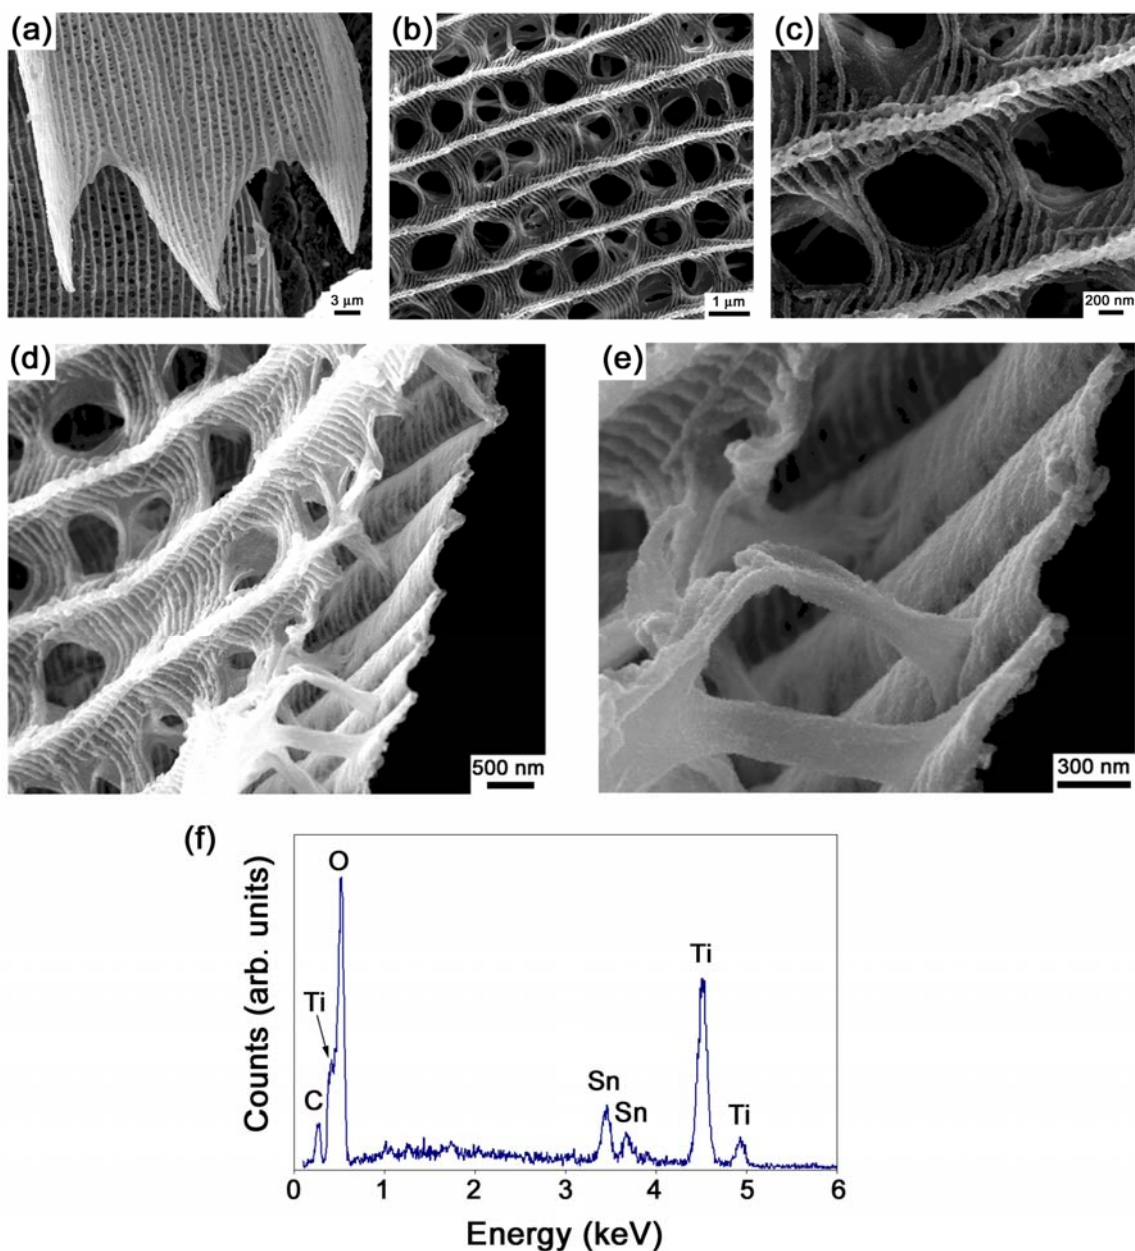 (a)
3 μm
(b)
1 μm
(c)
200 nm
(d)
500 nm
(e)
300 nm
(f)
Counts (arb. units)
C
Ti
O
Sn
Sn
Ti
Ti
0 1 2 3 4 5 6
Energy (keV)